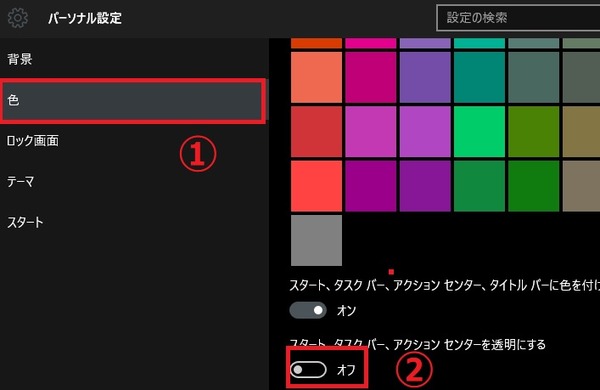 パーソナル設定
設定の検索
背景
色
①
ロック画面
テーマ
スタート
スタート、タスク バー、アクション センター、タイトル バーに色を付け
オン
スタート、タスク バー、アクション センターを透明にする
オフ
②